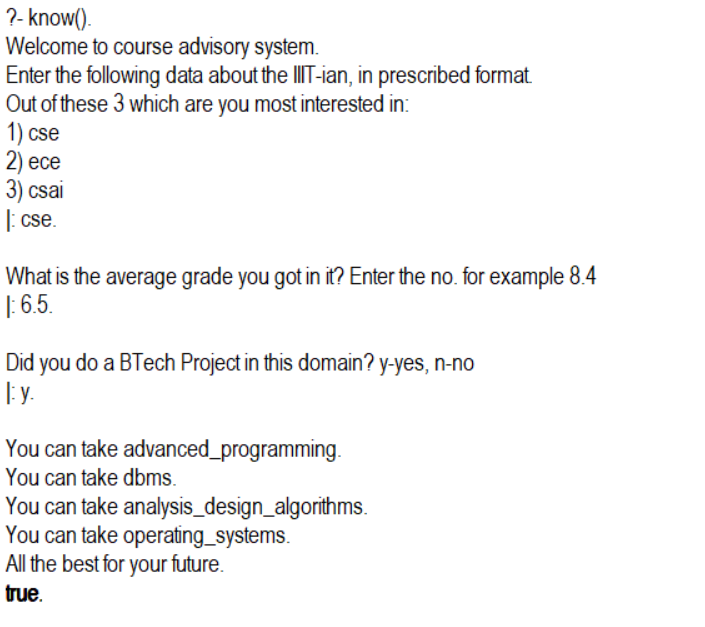 ?- know().
Welcome to course advisory system.
Enter the following data about the IIIT-ian, in prescribed format.
Out of these 3 which are you most interested in:
1) cse
2) ece
3) csai
|: cse.
What is the average grade you got in it? Enter the no. for example 8.4
|: 6.5.
Did you do a BTech Project in this domain? y-yes, n-no
|: y.
You can take advanced_programming.
You can take dbms.
You can take analysis_design_algorithms.
You can take operating_systems.
All the best for your future.
true.